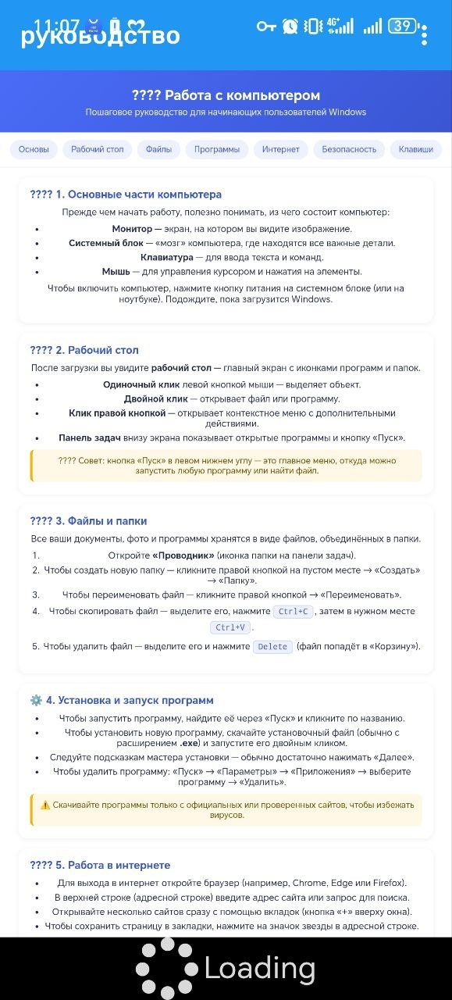 11:07
4G+
39
руководство
???? Работа с компьютером
Пошаговое руководство для начинающих пользователей Windows
Основы Рабочий стол Файлы Программы Интернет Безопасность Клавиши
???? 1. Основные части компьютера
Прежде чем начать работу, полезно понимать, из чего состоит компьютер:
• Монитор — экран, на котором вы видите изображение.
• Системный блок — «мозг» компьютера, где находятся все важные детали.
• Клавиатура — для ввода текста и команд.
• Мышь — для управления курсором и нажатия на элементы.
Чтобы включить компьютер, нажмите кнопку питания на системном блоке (или на
ноутбуке). Подождите, пока загрузится Windows.
???? 2. Рабочий стол
После загрузки вы увидите рабочий стол — главный экран с иконками программ и папок.
• Одиночный клик левой кнопкой мыши — выделяет объект.
• Двойной клик — открывает файл или программу.
• Клик правой кнопкой — открывает контекстное меню с дополнительными
действиями.
• Панель задач внизу экрана показывает открытые программы и кнопку «Пуск».
???? Совет: кнопка «Пуск» в левом нижнем углу — это главное меню, откуда можно
запустить любую программу или найти файл.
???? 3. Файлы и папки
Все ваши документы, фото и программы хранятся в виде файлов, объединённых в папки.
1. Откройте «Проводник» (иконка папки на панели задач).
2. Чтобы создать новую папку — кликните правой кнопкой на пустом месте → «Создать»
→ «Папку».
3. Чтобы переименовать файл — кликните правой кнопкой → «Переименовать».
4. Чтобы скопировать файл — выделите его, нажмите Ctrl+C, затем в нужном месте
Ctrl+V.
5. Чтобы удалить файл — выделите его и нажмите Delete (файл попадёт в «Корзину»).
⚙️ 4. Установка и запуск программ
• Чтобы запустить программу, найдите её через «Пуск» и кликните по названию.
• Чтобы установить новую программу, скачайте установочный файл (обычно с
расширением .exe) и запустите его двойным кликом.
• Следуйте подсказкам мастера установки — обычно достаточно нажимать «Далее».
• Чтобы удалить программу: «Пуск» → «Параметры» → «Приложения» → выберите
программу → «Удалить».
⚠️ Скачивайте программы только с официальных или проверенных сайтов, чтобы избежать
вирусов.
???? 5. Работа в интернете
• Для выхода в интернет откройте браузер (например, Chrome, Edge или Firefox).
• В верхней строке (адресной строке) введите адрес сайта или запрос для поиска.
• Открывайте несколько сайтов сразу с помощью вкладок (кнопка «+» вверху окна).
• Чтобы сохранить страницу в закладки, нажмите на значок звезды в адресной строке.
Loading